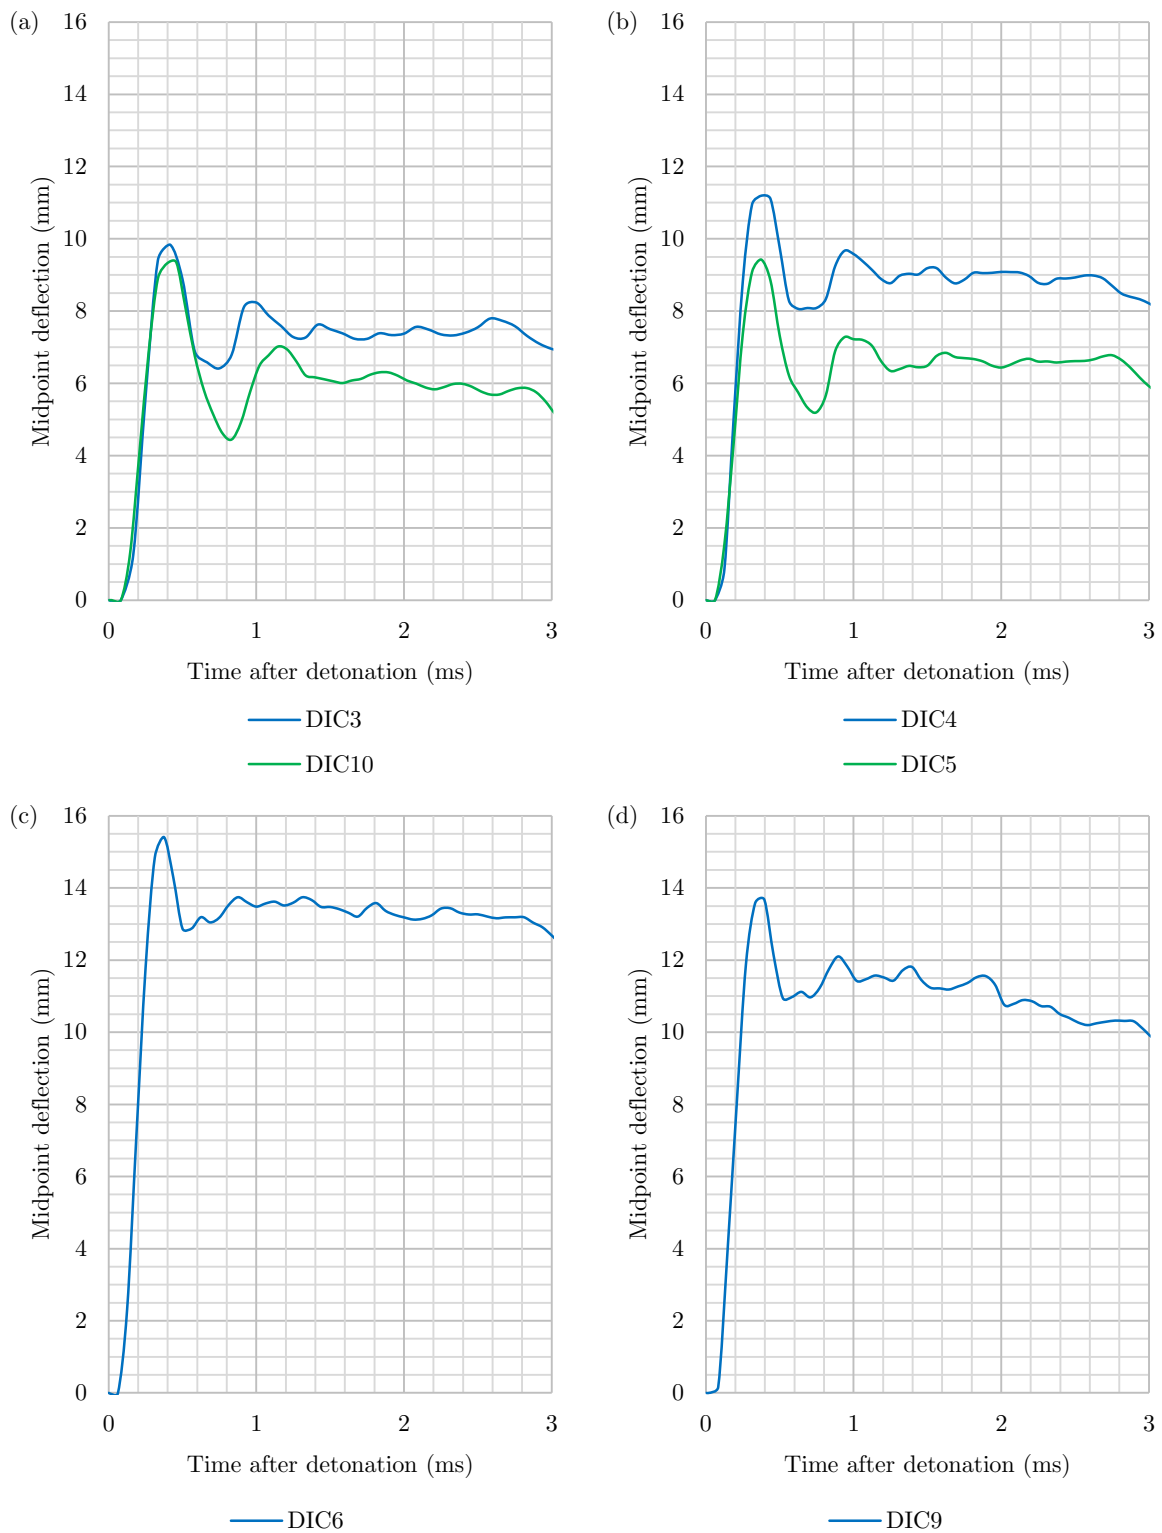 (a)
16
14
12
10
8
6
4
2
0
Midpoint deflection (mm)
0 1 2 3
Time after detonation (ms)
DIC3
DIC10
(b)
16
14
12
10
8
6
4
2
0
Midpoint deflection (mm)
0 1 2 3
Time after detonation (ms)
DIC4
DIC5
(c)
16
14
12
10
8
6
4
2
0
Midpoint deflection (mm)
0 1 2 3
Time after detonation (ms)
DIC6
(d)
16
14
12
10
8
6
4
2
0
Midpoint deflection (mm)
0 1 2 3
Time after detonation (ms)
DIC9